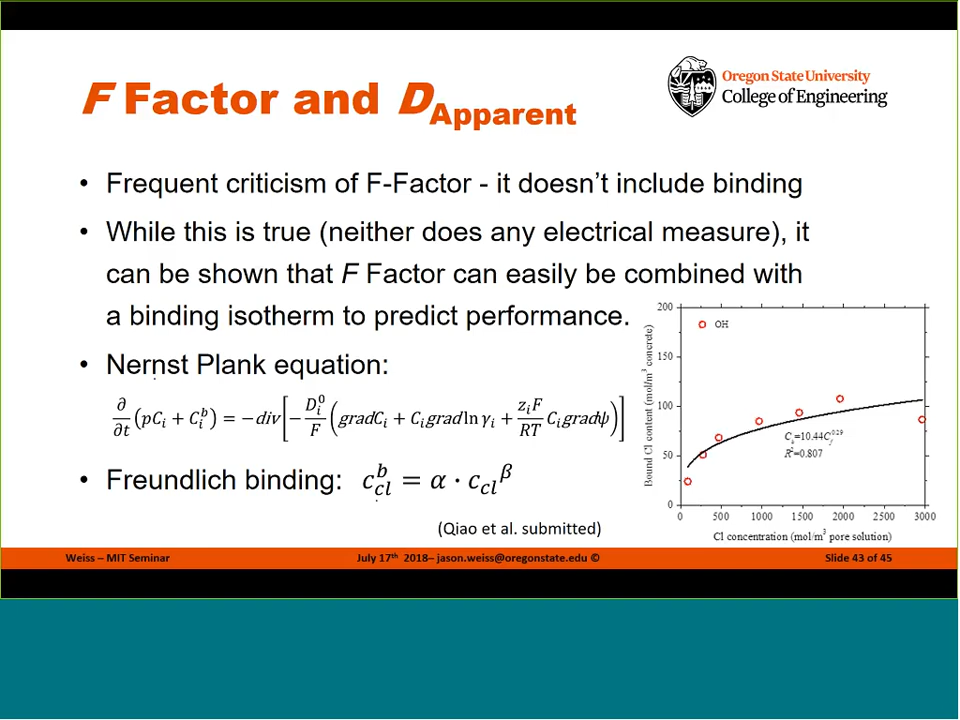 F Factor and D Apparent
Oregon State University
College of Engineering
• Frequent criticism of F-Factor - it doesn't include binding
• While this is true (neither does any electrical measure), it
can be shown that F Factor can easily be combined with
a binding isotherm to predict performance.
• Nernst Plank equation:
∂/∂t (pC_i + C_i^b) = −div[−D_i^0/F (gradC_i + C_i grad ln γ_i + z_iF/RT C_i gradψ)]
• Freundlich binding: c_cl^b = α · c_cl^β
(Qiao et al. submitted)
200
150
100
50
0
OH
C_b=10.44C_f^0.29
R²=0.807
0 500 1000 1500 2000 2500 3000
Bound Cl content (mol/m³ concrete)
Cl concentration (mol/m³ pore solution)
Weiss – MIT Seminar
July 17th 2018– jason.weiss@oregonstate.edu ©
Slide 43 of 45